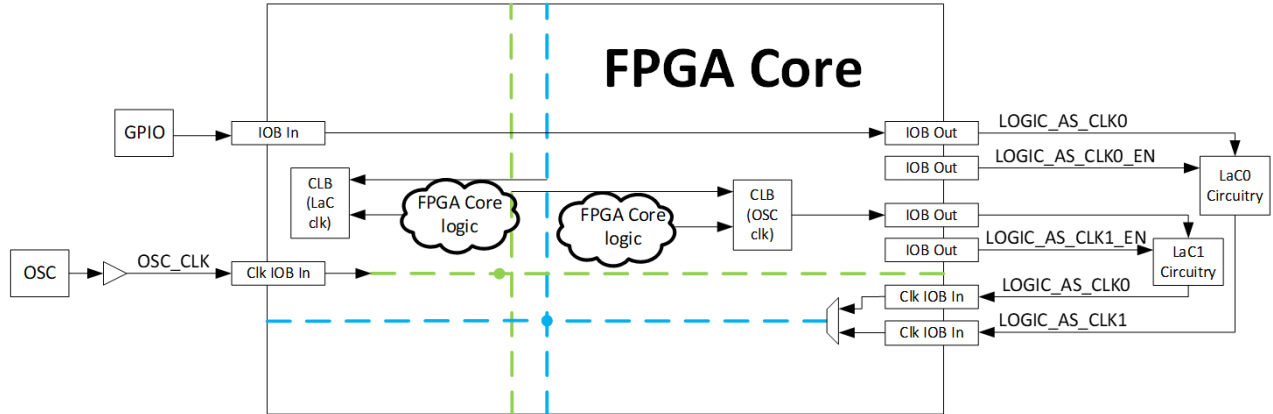 FPGA Core
GPIO
IOB In
IOB Out
LOGIC_AS_CLK0
IOB Out
LOGIC_AS_CLK0_EN
LaC0
Circuitry
CLB
(LaC
clk)
FPGA Core
logic
FPGA Core
logic
CLB
(OSC
clk)
IOB Out
IOB Out
LOGIC_AS_CLK1_EN
LaC1
Circuitry
OSC
OSC_CLK
Clk IOB In
Clk IOB In
LOGIC_AS_CLK0
Clk IOB In
LOGIC_AS_CLK1